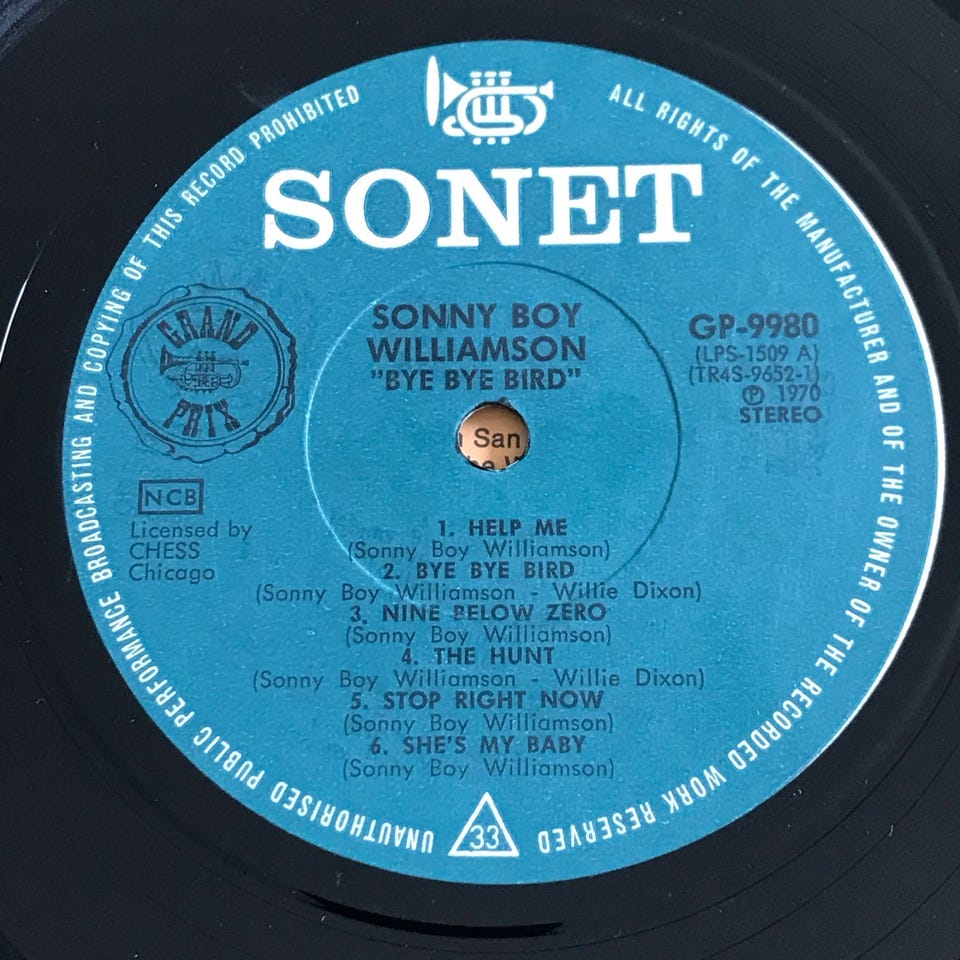 UNAUTHORISED PUBLIC PERFORMANCE BROADCASTING AND COPYING OF THIS RECORD PROHIBITED
ALL RIGHTS OF THE MANUFACTURER AND OF THE OWNER OF THE RECORDED WORK RESERVED
SONET
SONNY BOY
WILLIAMSON
"BYE BYE BIRD"
GRAND
PRIX
GP-9980
(LPS-1509 A)
(TR4S-9652-1)
℗ 1970
STEREO
San
NCB
Licensed by
CHESS
Chicago
1. HELP ME
(Sonny Boy Williamson)
2. BYE BYE BIRD
(Sonny Boy Williamson - Willie Dixon)
3. NINE BELOW ZERO
(Sonny Boy Williamson)
4. THE HUNT
(Sonny Boy Williamson - Willie Dixon)
5. STOP RIGHT NOW
(Sonny Boy Williamson)
6. SHE'S MY BABY
(Sonny Boy Williamson)
33